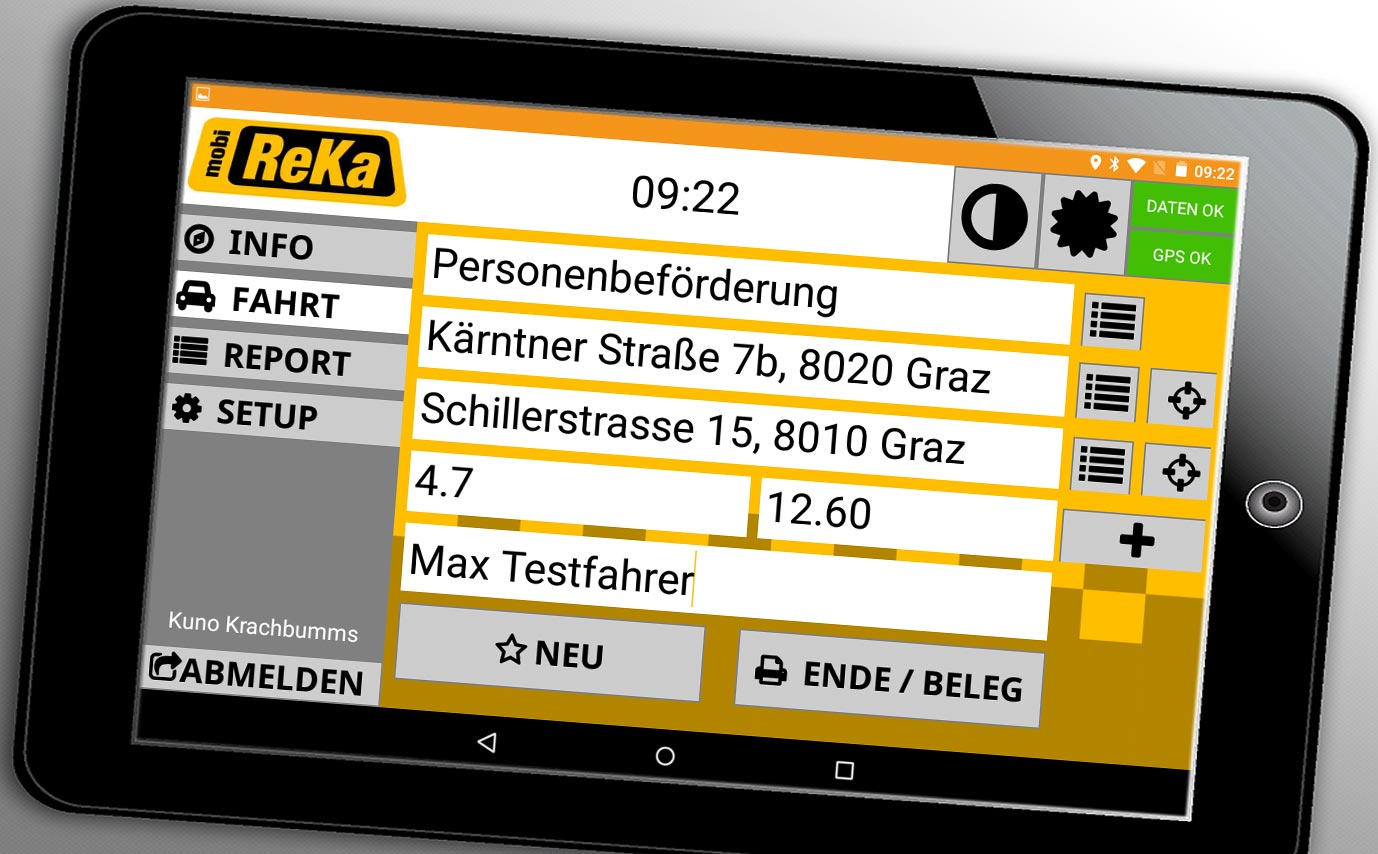 09:22
mobi ReKa
09:22
DATEN OK
GPS OK
INFO
FAHRT
REPORT
SETUP
Kuno Krachbumms
ABMELDEN
Personenbeförderung
Kärntner Straße 7b, 8020 Graz
Schillerstrasse 15, 8010 Graz
4.7
12.60
Max Testfahrer
NEU
ENDE / BELEG